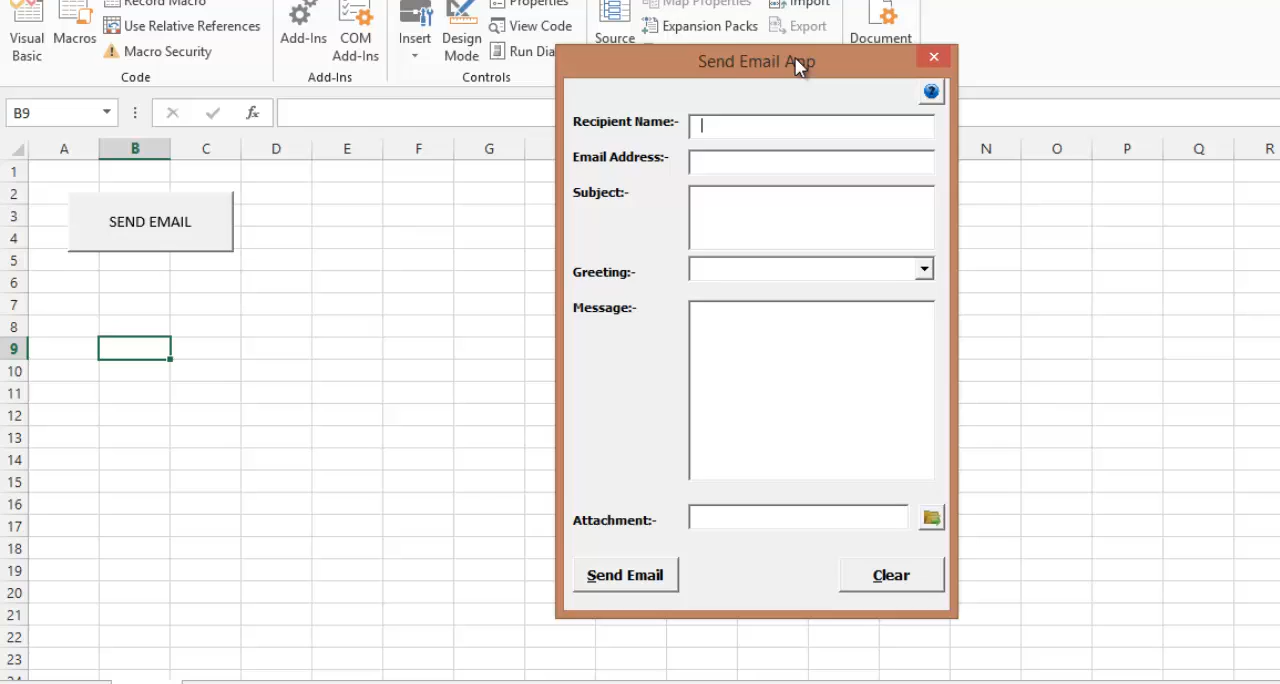 Record Macro
Properties
Map Properties
Import
Use Relative References
View Code
Expansion Packs
Export
Visual Basic
Macros
Add-Ins
COM Add-Ins
Insert
Design Mode
Source
Document
Macro Security
Run Dia
Code
Add-Ins
Controls
Send Email App
B9
fx
A B C D E F G N O P Q R
1
2
3
4
5
6
7
8
9
10
11
12
13
14
15
16
17
18
19
20
21
22
23
SEND EMAIL
?
Recipient Name:-
Email Address:-
Subject:-
Greeting:-
Message:-
Attachment:-
Send Email
Clear